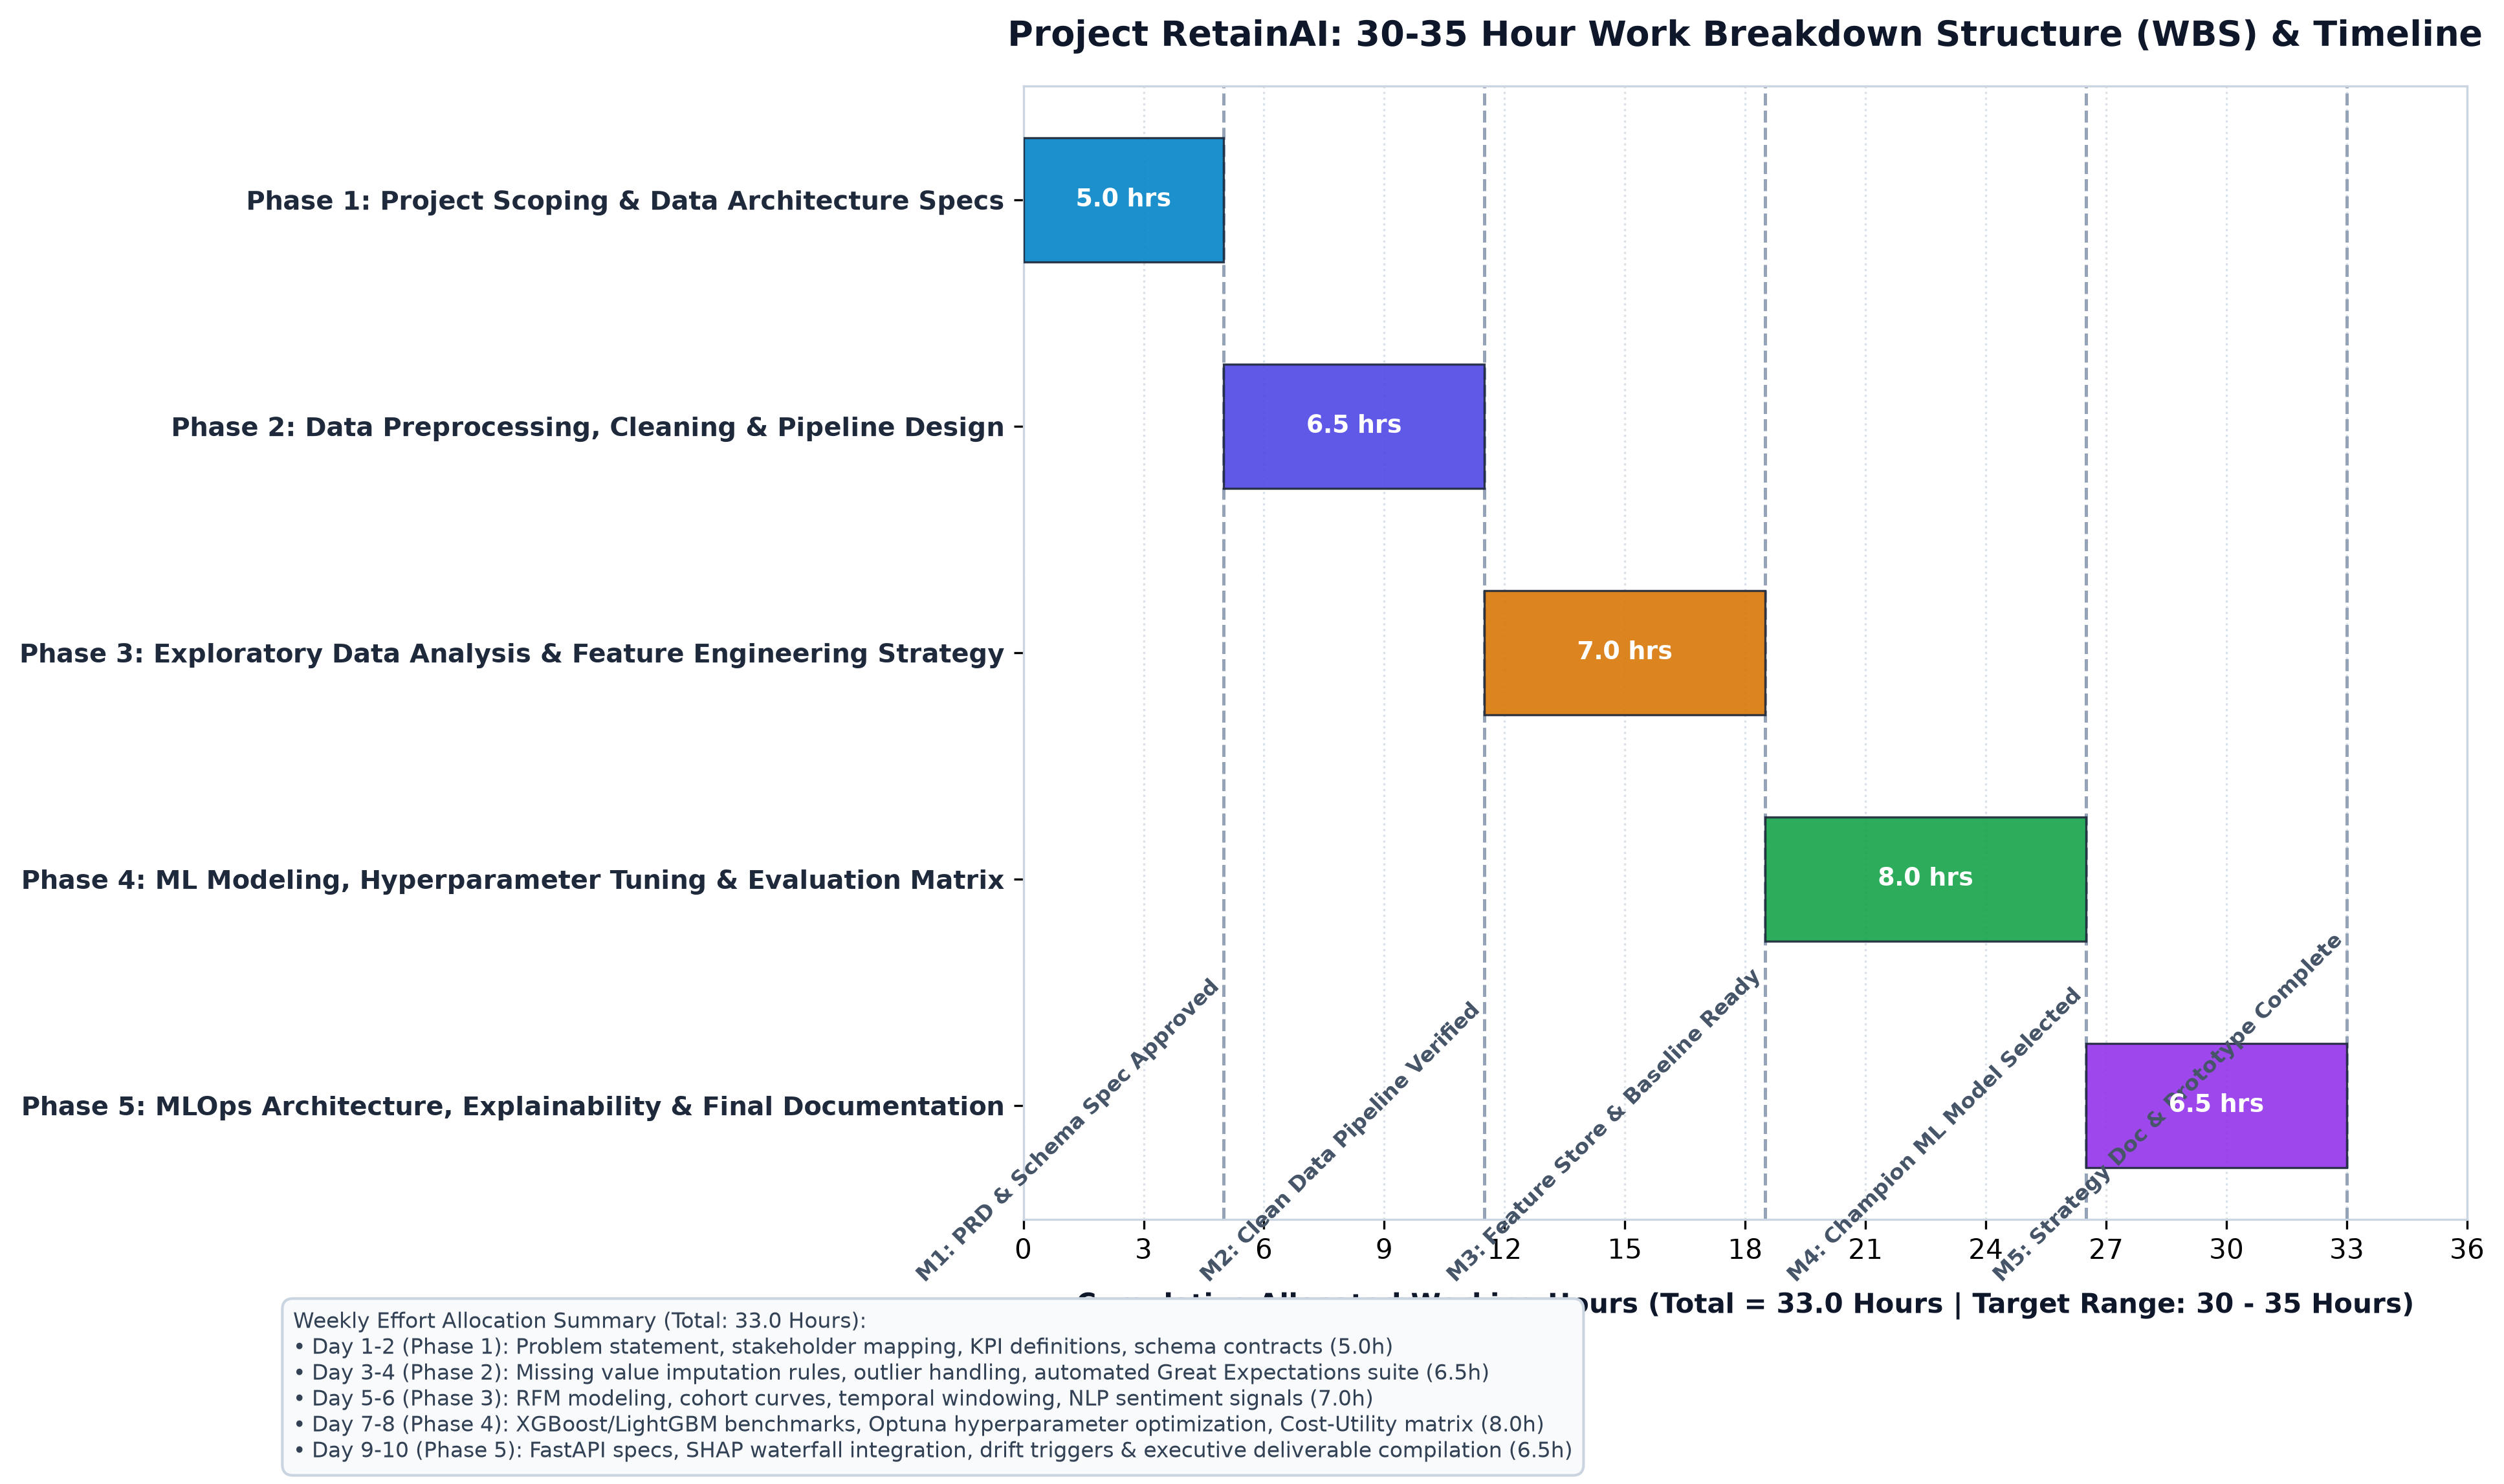 Project RetainAI: 30-35 Hour Work Breakdown Structure (WBS) & Timeline
Phase 1: Project Scoping & Data Architecture Specs
5.0 hrs
Phase 2: Data Preprocessing, Cleaning & Pipeline Design
6.5 hrs
Phase 3: Exploratory Data Analysis & Feature Engineering Strategy
7.0 hrs
Phase 4: ML Modeling, Hyperparameter Tuning & Evaluation Matrix
8.0 hrs
Phase 5: MLOps Architecture, Explainability & Final Documentation
6.5 hrs
M1: PRD & Schema Spec Approved
M2: Clean Data Pipeline Verified
M3: Feature Store & Baseline Ready
M4: Champion ML Model Selected
M5: Strategy Doc & Prototype Complete
0 3 6 9 12 15 18 21 24 27 30 33 36
Hours (Total = 33.0 Hours | Target Range: 30 - 35 Hours)
Weekly Effort Allocation Summary (Total: 33.0 Hours):
• Day 1-2 (Phase 1): Problem statement, stakeholder mapping, KPI definitions, schema contracts (5.0h)
• Day 3-4 (Phase 2): Missing value imputation rules, outlier handling, automated Great Expectations suite (6.5h)
• Day 5-6 (Phase 3): RFM modeling, cohort curves, temporal windowing, NLP sentiment signals (7.0h)
• Day 7-8 (Phase 4): XGBoost/LightGBM benchmarks, Optuna hyperparameter optimization, Cost-Utility matrix (8.0h)
• Day 9-10 (Phase 5): FastAPI specs, SHAP waterfall integration, drift triggers & executive deliverable compilation (6.5h)